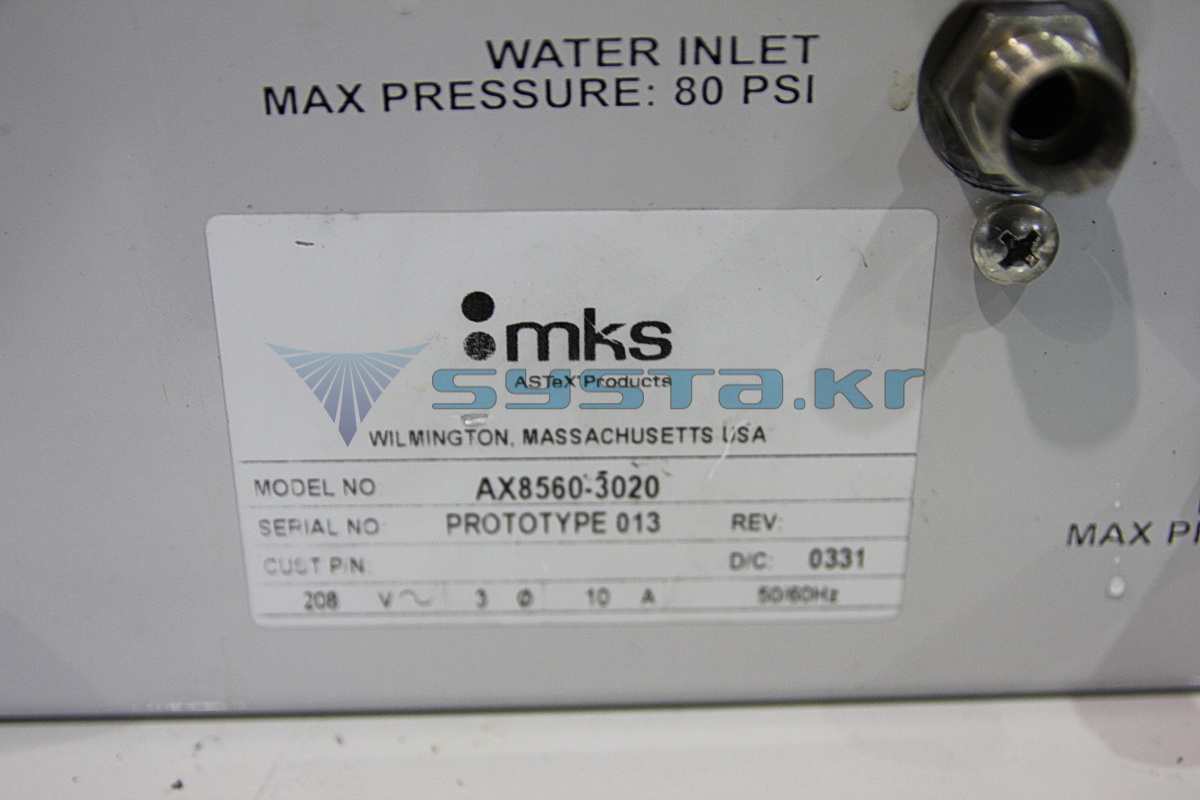 WATER INLET
MAX PRESSURE: 80 PSI
mks
ASTeX Products
systa.kr
WILMINGTON, MASSACHUSETTS USA
MODEL NO: AX8560-3020
SERIAL NO: PROTOTYPE 013 REV:
CUST P/N: D/C: 0331
208 V~ 3 Ø 10 A 50/60Hz
MAX